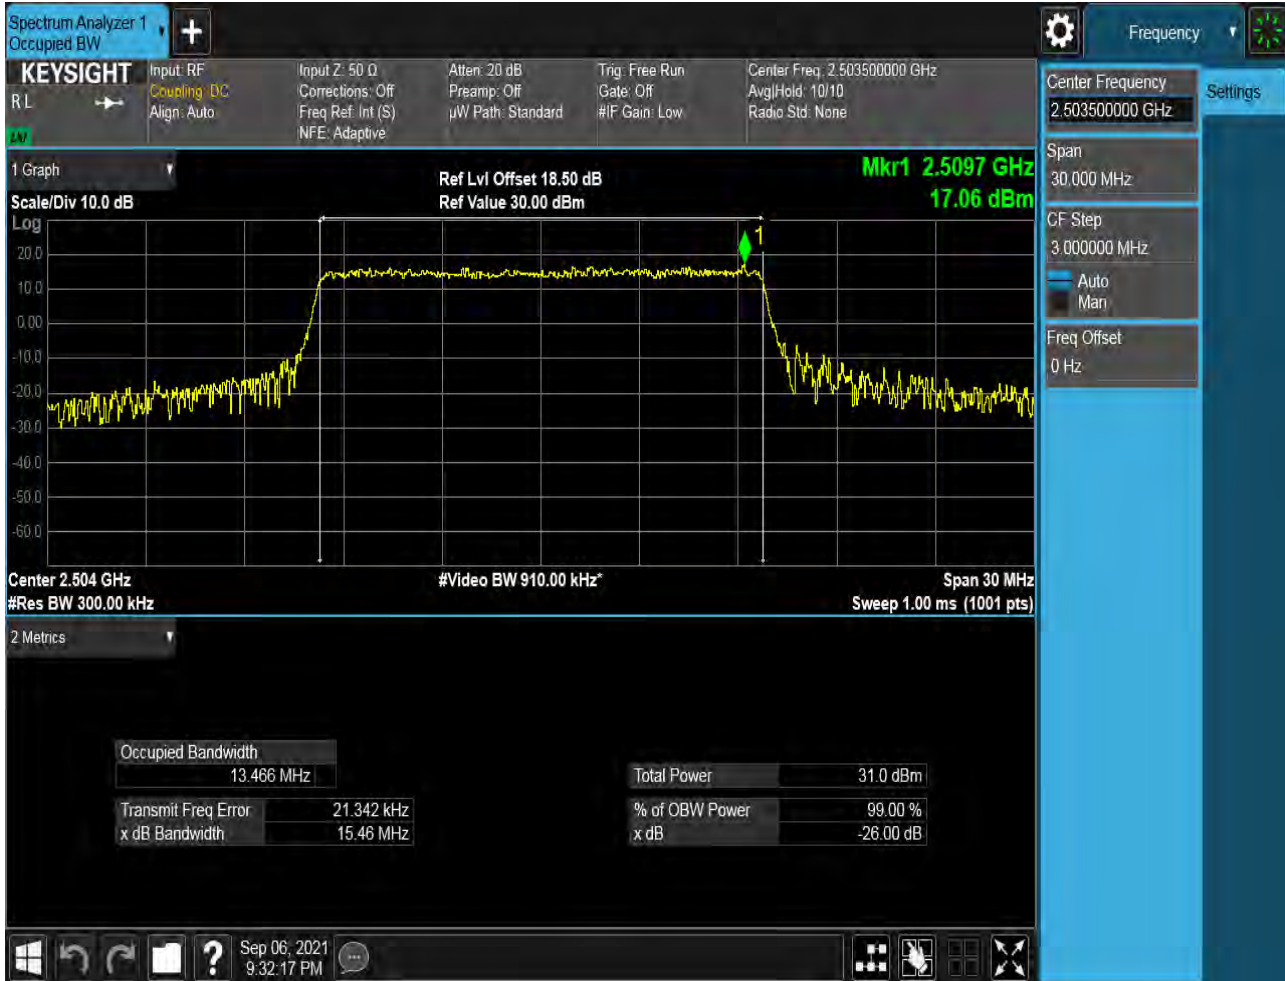 Spectrum Analyzer 1
Occupied BW
Frequency
KEYSIGHT
R L
LXI
Input: RF
Coupling: DC
Align: Auto
Input Z: 50 Ω
Corrections: Off
Freq Ref: Int (S)
NFE: Adaptive
Atten: 20 dB
Preamp: Off
µW Path: Standard
Trig: Free Run
Gate: Off
#IF Gain: Low
Center Freq: 2.503500000 GHz
Avg|Hold: 10/10
Radio Std: None
Center Frequency
2.503500000 GHz
Settings
Span
30.000 MHz
CF Step
3.000000 MHz
Auto
Man
Freq Offset
0 Hz
1 Graph
Scale/Div 10.0 dB
Ref Lvl Offset 18.50 dB
Ref Value 30.00 dBm
Mkr1 2.5097 GHz
17.06 dBm
Log
1
20.0
10.0
0.00
-10.0
-20.0
-30.0
-40.0
-50.0
-60.0
Center 2.504 GHz
#Res BW 300.00 kHz
#Video BW 910.00 kHz*
Span 30 MHz
Sweep 1.00 ms (1001 pts)
2 Metrics
Occupied Bandwidth
13.466 MHz
Total Power 31.0 dBm
Transmit Freq Error 21.342 kHz
% of OBW Power 99.00 %
x dB Bandwidth 15.46 MHz
x dB -26.00 dB
?
Sep 06, 2021
9:32:17 PM